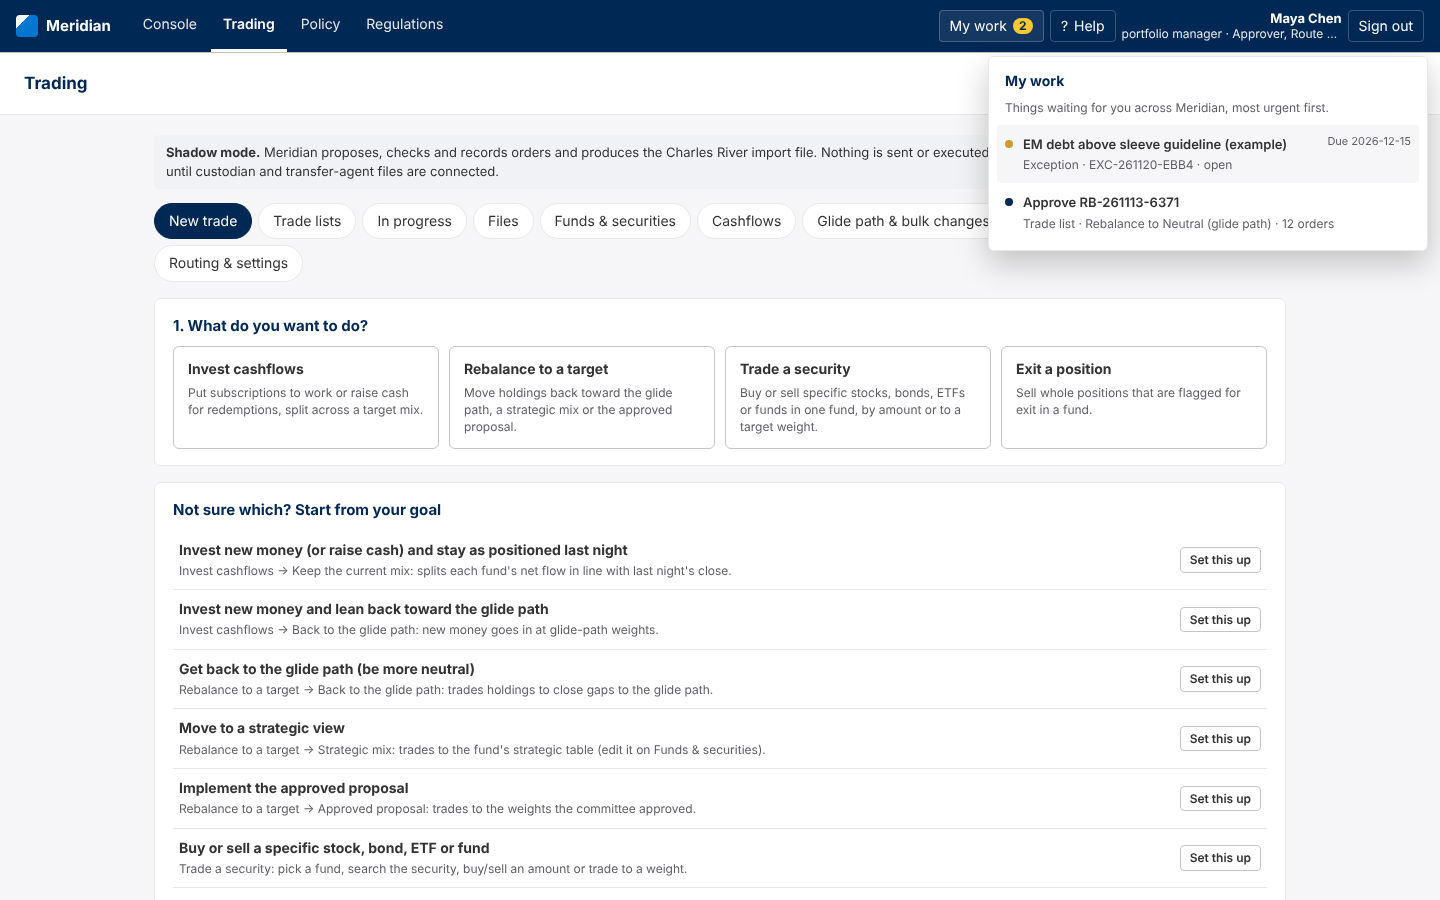 Meridian
Console
Trading
Policy
Regulations
My work 2
? Help
Maya Chen
portfolio manager · Approver, Route ...
Sign out
Trading
My work
Things waiting for you across Meridian, most urgent first.
EM debt above sleeve guideline (example)
Due 2026-12-15
Exception · EXC-261120-EBB4 · open
Approve RB-261113-6371
Trade list · Rebalance to Neutral (glide path) · 12 orders
Shadow mode. Meridian proposes, checks and records orders and produces the Charles River import file. Nothing is sent or executed
until custodian and transfer-agent files are connected.
New trade
Trade lists
In progress
Files
Funds & securities
Cashflows
Glide path & bulk changes
Routing & settings
1. What do you want to do?
Invest cashflows
Put subscriptions to work or raise cash
for redemptions, split across a target mix.
Rebalance to a target
Move holdings back toward the glide
path, a strategic mix or the approved
proposal.
Trade a security
Buy or sell specific stocks, bonds, ETFs
or funds in one fund, by amount or to a
target weight.
Exit a position
Sell whole positions that are flagged for
exit in a fund.
Not sure which? Start from your goal
Invest new money (or raise cash) and stay as positioned last night
Invest cashflows → Keep the current mix: splits each fund's net flow in line with last night's close.
Set this up
Invest new money and lean back toward the glide path
Invest cashflows → Back to the glide path: new money goes in at glide-path weights.
Set this up
Get back to the glide path (be more neutral)
Rebalance to a target → Back to the glide path: trades holdings to close gaps to the glide path.
Set this up
Move to a strategic view
Rebalance to a target → Strategic mix: trades to the fund's strategic table (edit it on Funds & securities).
Set this up
Implement the approved proposal
Rebalance to a target → Approved proposal: trades to the weights the committee approved.
Set this up
Buy or sell a specific stock, bond, ETF or fund
Trade a security: pick a fund, search the security, buy/sell an amount or trade to a weight.
Set this up